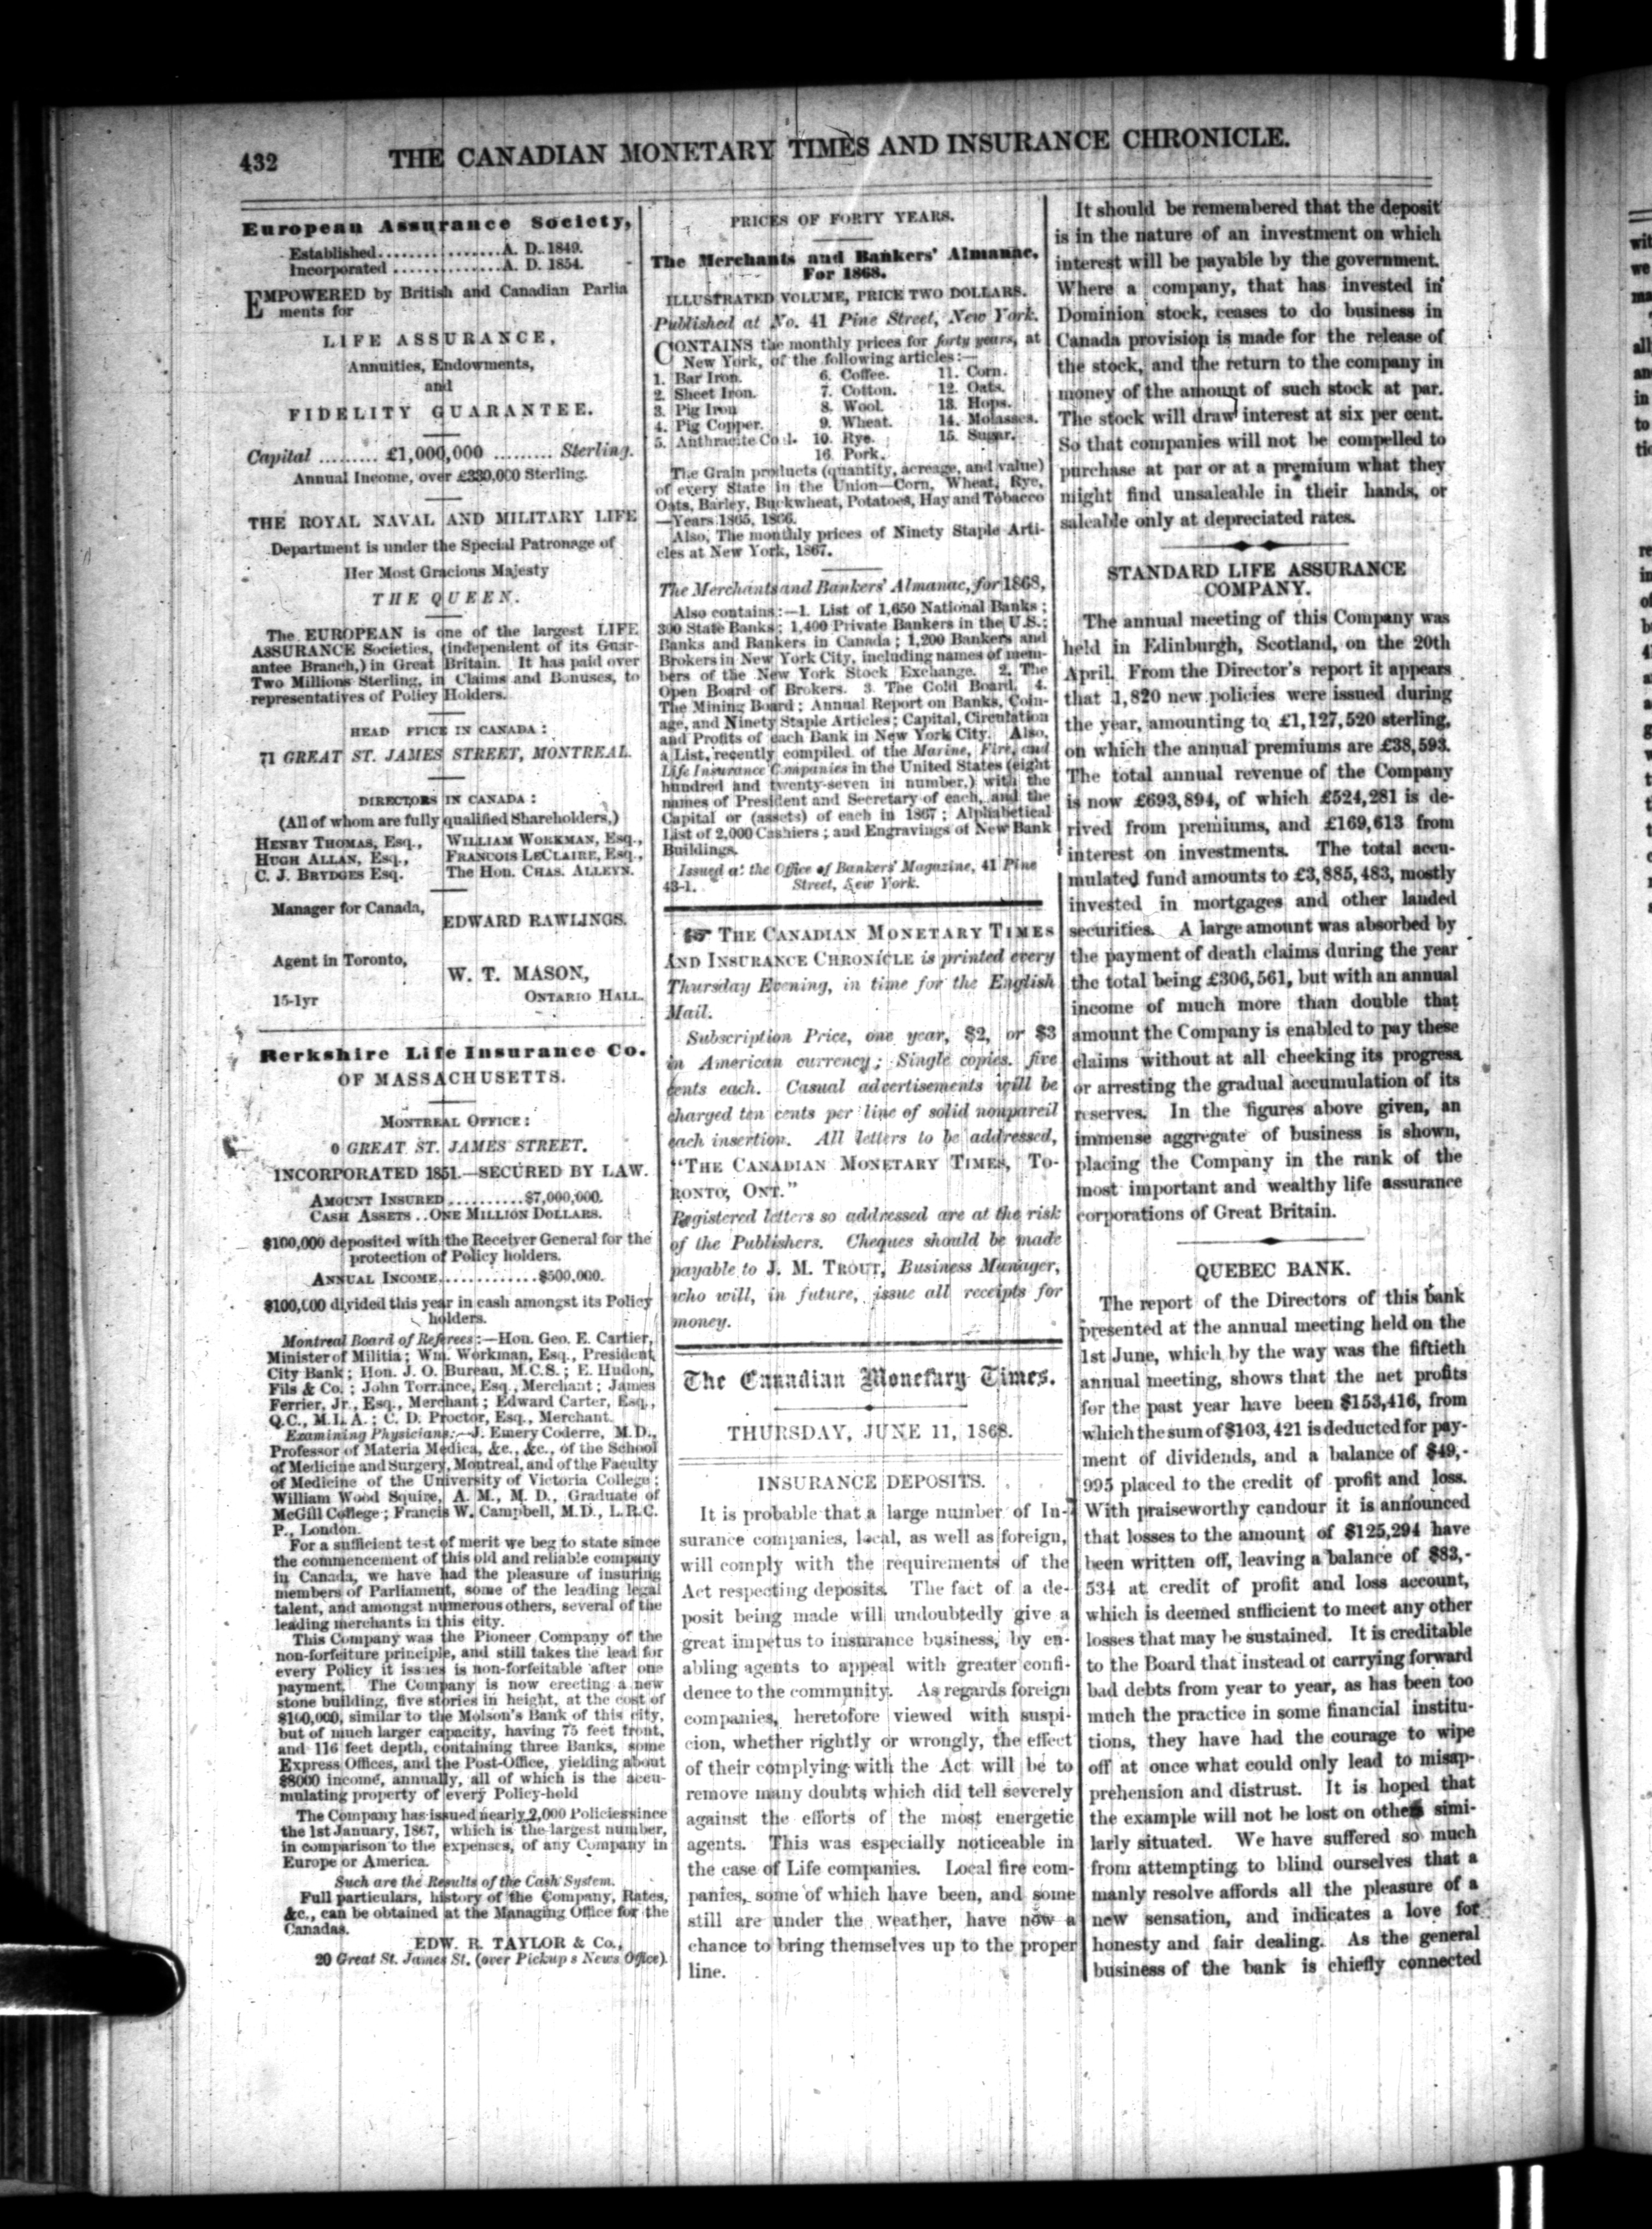 432
THE CANADIAN MONETARY TIMES AND INSURANCE CHRONICLE.
European Assurance Society,
Established...............A. D. 1849.
Incorporated ..............A. D. 1854.
EMPOWERED by British and Canadian Parlia
ments for
LIFE ASSURANCE,
Annuities, Endowments,
and
FIDELITY GUARANTEE.
Capital ......... £1,000,000 ......... Sterling.
Annual Income, over £330,000 Sterling.
THE ROYAL NAVAL AND MILITARY LIFE
Department is under the Special Patronage of
Her Most Gracious Majesty
THE QUEEN.
The EUROPEAN is one of the largest LIFE
ASSURANCE Societies, (independent of its Guar-
antee Branch,) in Great Britain. It has paid over
Two Millions Sterling, in Claims and Bonuses, to
representatives of Policy Holders.
HEAD FFICE IN CANADA :
71 GREAT ST. JAMES STREET, MONTREAL.
DIRECTORS IN CANADA :
(All of whom are fully qualified Shareholders,)
HENRY THOMAS, Esq., WILLIAM WORKMAN, Esq.,
HUGH ALLAN, Esq., FRANCOIS LECLAIRE, Esq.,
C. J. BRYDGES Esq. The Hon. CHAS. ALLEYN.
Manager for Canada,
EDWARD RAWLINGS.
Agent in Toronto,
W. T. MASON,
15-1yr ONTARIO HALL.
Berkshire Life Insurance Co.
OF MASSACHUSETTS.
MONTREAL OFFICE :
0 GREAT ST. JAMES STREET.
INCORPORATED 1851.—SECURED BY LAW.
AMOUNT INSURED..........$7,000,000.
CASH ASSETS..ONE MILLION DOLLARS.
$100,000 deposited with the Receiver General for the
protection of Policy holders.
ANNUAL INCOME............$500,000.
$100,000 divided this year in cash amongst its Policy
holders.
Montreal Board of Referees:—Hon. Geo. E. Cartier,
Minister of Militia; Wm. Workman, Esq., President
City Bank; Hon. J. O. Bureau, M.C.S.; E. Hudon,
Fils & Co.; John Torrance, Esq., Merchant; James
Ferrier, Jr., Esq., Merchant; Edward Carter, Esq.,
Q.C., M.L.A.; C. D. Proctor, Esq., Merchant.
Examining Physicians:—J. Emery Coderre, M.D.,
Professor of Materia Medica, &c., &c., of the School
of Medicine and Surgery, Montreal, and of the Faculty
of Medicine of the University of Victoria College;
William Wood Squire, A. M., M. D., Graduate of
McGill College; Francis W. Campbell, M.D., L.R.C.
P., London.
For a sufficient test of merit we beg to state since
the commencement of this old and reliable company
in Canada, we have had the pleasure of insuring
members of Parliament, some of the leading legal
talent, and amongst numerous others, several of the
leading merchants in this city.
This Company was the Pioneer Company of the
non-forfeiture principle, and still takes the lead for
every Policy it issues is non-forfeitable after one
payment. The Company is now erecting a new
stone building, five stories in height, at the cost of
$100,000, similar to the Molson's Bank of this city,
but of much larger capacity, having 75 feet front,
and 116 feet depth, containing three Banks, some
Express Offices, and the Post-Office, yielding about
$8000 income, annually, all of which is the accu-
mulating property of every Policy-hold
The Company has issued nearly 2,000 Policies since
the 1st January, 1867, which is the largest number,
in comparison to the expenses, of any Company in
Europe or America.
Such are the Results of the Cash System.
Full particulars, history of the Company, Rates,
&c., can be obtained at the Managing Office for the
Canadas.
EDW. R. TAYLOR & Co.,
20 Great St. James St. (over Pickup s News Office).
PRICES OF FORTY YEARS.
The Merchants and Bankers' Almanac,
For 1868.
ILLUSTRATED VOLUME, PRICE TWO DOLLARS.
Published at No. 41 Pine Street, New York.
CONTAINS the monthly prices for forty years, at
New York, of the following articles:—
1. Bar Iron. 6. Coffee. 11. Corn.
2. Sheet Iron. 7. Cotton. 12. Oats.
3. Pig Iron 8. Wool. 13. Hops.
4. Pig Copper. 9. Wheat. 14. Molasses.
5. Anthracite Co l. 10. Rye. 15. Sugar.
16. Pork.
The Grain products (quantity, acreage, and value)
of every State in the Union—Corn, Wheat, Rye,
Oats, Barley, Buckwheat, Potatoes, Hay and Tobacco
—Years 1865, 1866.
Also, The monthly prices of Ninety Staple Arti-
cles at New York, 1867.
The Merchants and Bankers' Almanac, for 1868,
Also contains:—1. List of 1,650 National Banks;
300 State Banks; 1,400 Private Bankers in the U.S.;
Banks and Bankers in Canada; 1,200 Bankers and
Brokers in New York City, including names of mem-
bers of the New York Stock Exchange. 2. The
Open Board of Brokers. 3. The Gold Board. 4.
The Mining Board; Annual Report on Banks, Coin-
age, and Ninety Staple Articles; Capital, Circulation
and Profits of each Bank in New York City. Also,
a List, recently compiled of the Marine, Fire, and
Life Insurance Companies in the United States (eight
hundred and twenty-seven in number,) with the
names of President and Secretary of each, and the
Capital or (assets) of each in 1867; Alphabetical
List of 2,000 Cashiers; and Engravings of New Bank
Buildings.
Issued at the Office of Bankers' Magazine, 41 Pine
43-1. Street, New York.
☞ THE CANADIAN MONETARY TIMES
AND INSURANCE CHRONICLE is printed every
Thursday Evening, in time for the English
Mail.
Subscription Price, one year, $2, or $3
in American currency; Single copies, five
cents each. Casual advertisements will be
charged ten cents per line of solid nonpareil
each insertion. All letters to be addressed,
"THE CANADIAN MONETARY TIMES, TO-
RONTO, ONT."
Registered letters so addressed are at the risk
of the Publishers. Cheques should be made
payable to J. M. TROUT, Business Manager,
who will, in future, issue all receipts for
money.
The Canadian Monetary Times.
THURSDAY, JUNE 11, 1868.
INSURANCE DEPOSITS.
It is probable that a large number of In-
surance companies, local, as well as foreign,
will comply with the requirements of the
Act respecting deposits. The fact of a de-
posit being made will undoubtedly give a
great impetus to insurance business, by en-
abling agents to appeal with greater confi-
dence to the community. As regards foreign
companies, heretofore viewed with suspi-
cion, whether rightly or wrongly, the effect
of their complying with the Act will be to
remove many doubts which did tell severely
against the efforts of the most energetic
agents. This was especially noticeable in
the case of Life companies. Local fire com-
panies, some of which have been, and some
still are under the weather, have now a
chance to bring themselves up to the proper
line.
It should be remembered that the deposit
is in the nature of an investment on which
interest will be payable by the government.
Where a company, that has invested in
Dominion stock, ceases to do business in
Canada provision is made for the release of
the stock, and the return to the company in
money of the amount of such stock at par.
The stock will draw interest at six per cent.
So that companies will not be compelled to
purchase at par or at a premium what they
might find unsaleable in their hands, or
saleable only at depreciated rates.
STANDARD LIFE ASSURANCE
COMPANY.
The annual meeting of this Company was
held in Edinburgh, Scotland, on the 20th
April. From the Director's report it appears
that 1,820 new policies were issued during
the year, amounting to £1,127,520 sterling,
on which the annual premiums are £38,593.
The total annual revenue of the Company
is now £693,894, of which £524,281 is de-
rived from premiums, and £169,613 from
interest on investments. The total accu-
mulated fund amounts to £3,885,483, mostly
invested in mortgages and other landed
securities. A large amount was absorbed by
the payment of death claims during the year
the total being £306,561, but with an annual
income of much more than double that
amount the Company is enabled to pay these
claims without at all checking its progress
or arresting the gradual accumulation of its
reserves. In the figures above given, an
immense aggregate of business is shown,
placing the Company in the rank of the
most important and wealthy life assurance
corporations of Great Britain.
QUEBEC BANK.
The report of the Directors of this bank
presented at the annual meeting held on the
1st June, which by the way was the fiftieth
annual meeting, shows that the net profits
for the past year have been $153,416, from
which the sum of $103,421 is deducted for pay-
ment of dividends, and a balance of $49,-
995 placed to the credit of profit and loss.
With praiseworthy candour it is announced
that losses to the amount of $125,294 have
been written off, leaving a balance of $83,-
534 at credit of profit and loss account,
which is deemed sufficient to meet any other
losses that may be sustained. It is creditable
to the Board that instead of carrying forward
bad debts from year to year, as has been too
much the practice in some financial institu-
tions, they have had the courage to wipe
off at once what could only lead to misap-
prehension and distrust. It is hoped that
the example will not be lost on others simi-
larly situated. We have suffered so much
from attempting to blind ourselves that a
manly resolve affords all the pleasure of a
new sensation, and indicates a love for
honesty and fair dealing. As the general
business of the bank is chiefly connected